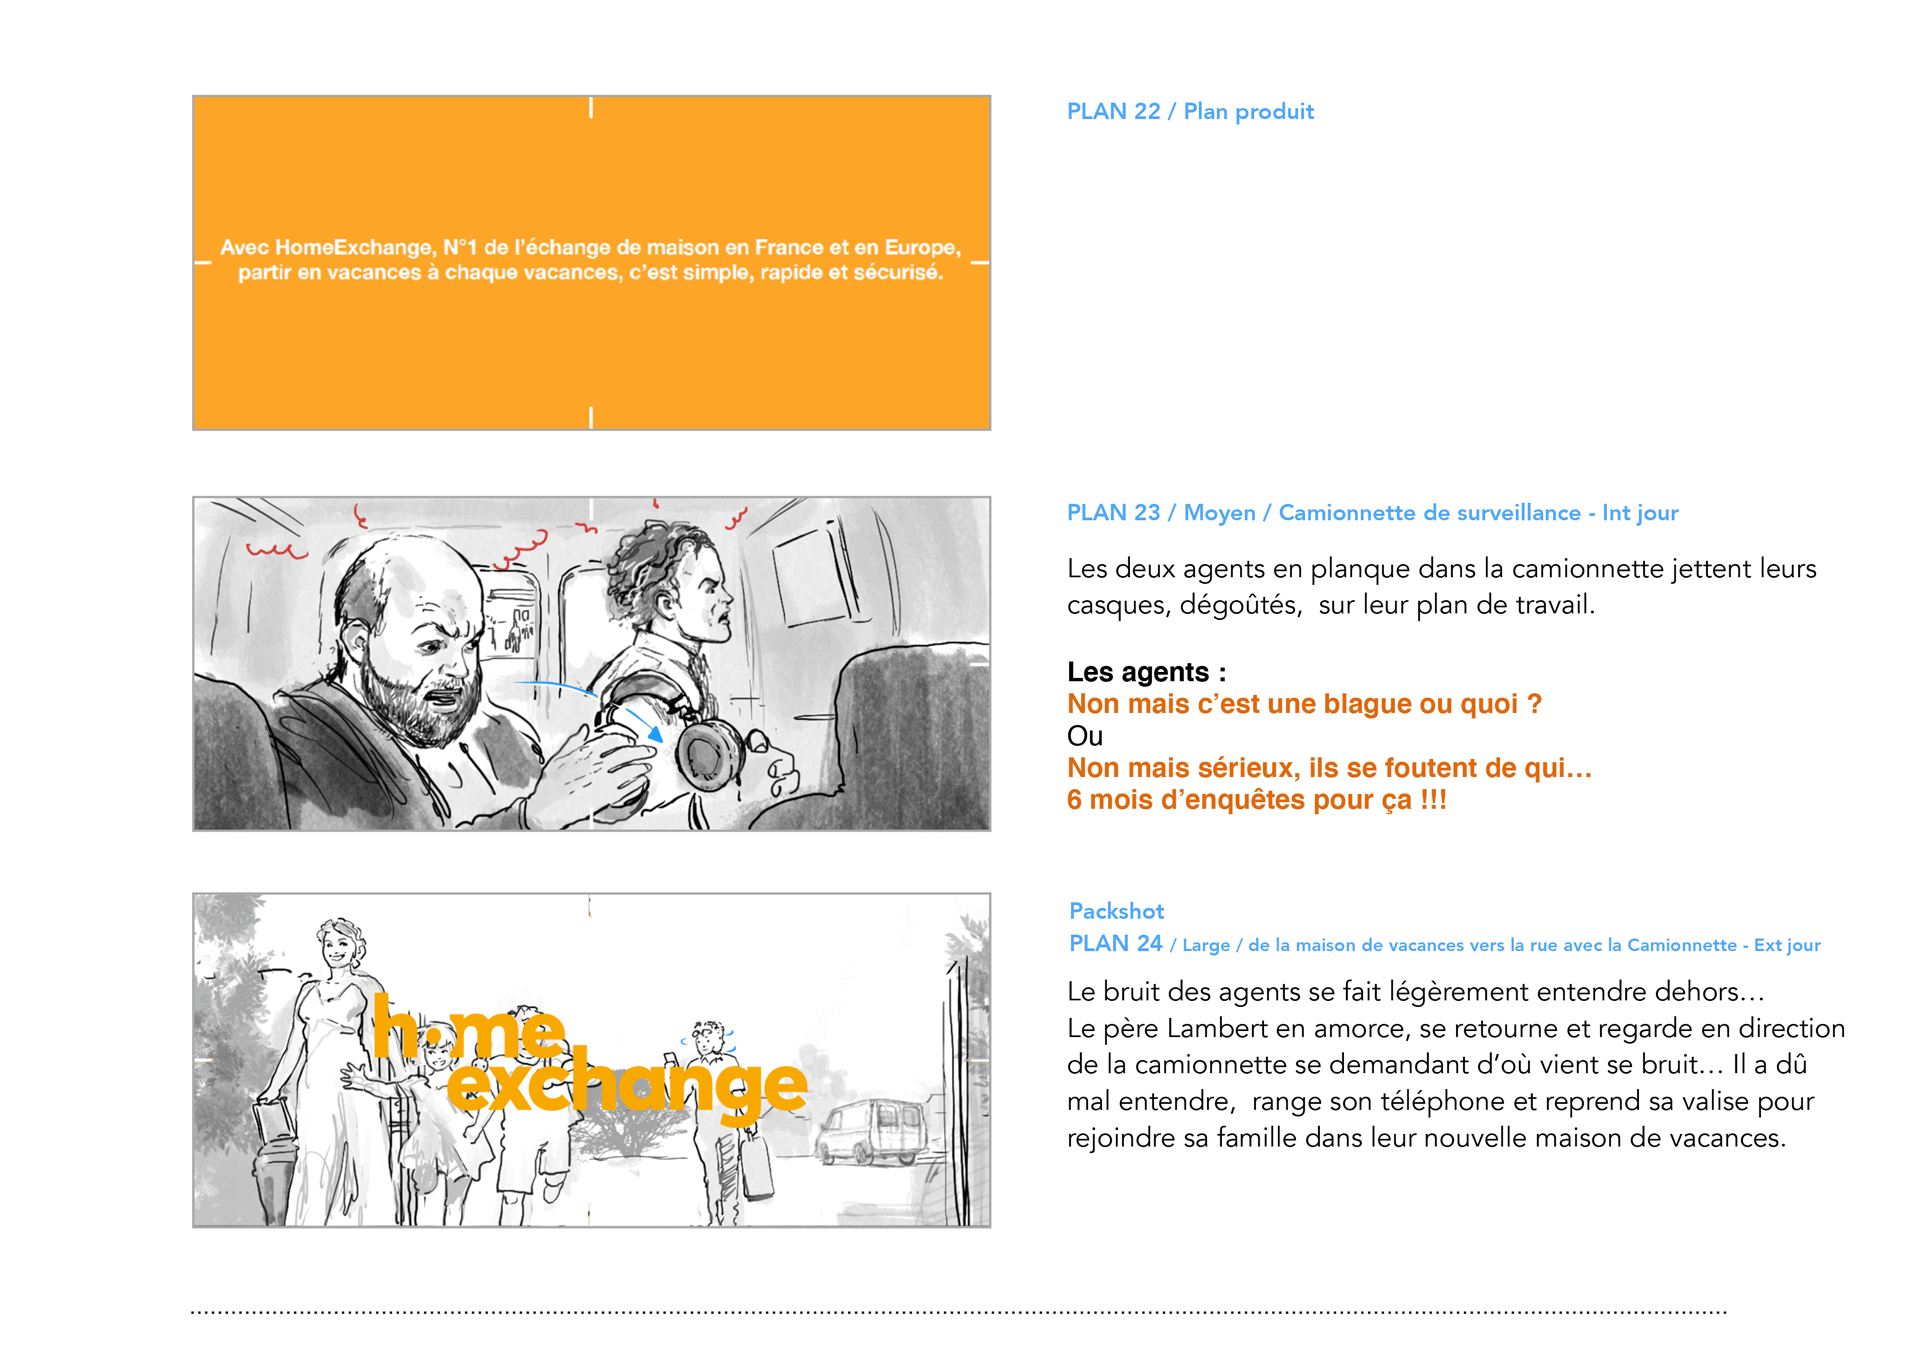 Avec HomeExchange, N°1 de l'échange de maison en France et en Europe,
partir en vacances à chaque vacances, c'est simple, rapide et sécurisé.
PLAN 22 / Plan produit
PLAN 23 / Moyen / Camionnette de surveillance - Int jour
Les deux agents en planque dans la camionnette jettent leurs
casques, dégoûtés,  sur leur plan de travail.
Les agents :
Non mais c'est une blague ou quoi ?
Ou
Non mais sérieux, ils se foutent de qui…
6 mois d'enquêtes pour ça !!!
home
exchange
Packshot
PLAN 24 / Large / de la maison de vacances vers la rue avec la Camionnette - Ext jour
Le bruit des agents se fait légèrement entendre dehors…
Le père Lambert en amorce, se retourne et regarde en direction
de la camionnette se demandant d'où vient se bruit… Il a dû
mal entendre,  range son téléphone et reprend sa valise pour
rejoindre sa famille dans leur nouvelle maison de vacances.